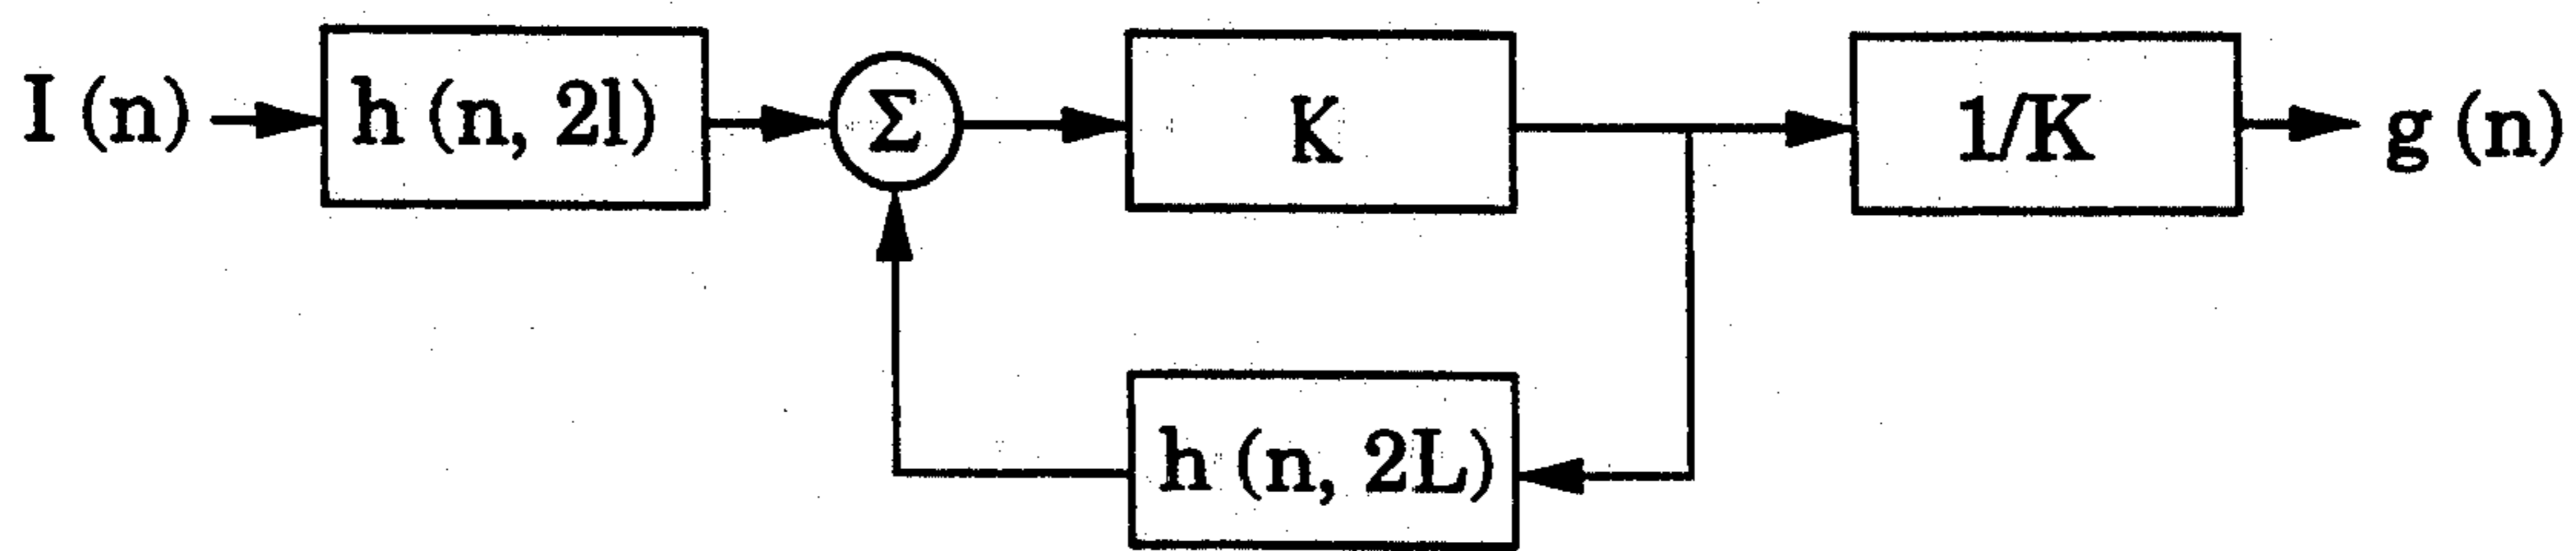 I (n)
h (n, 2l)
Σ
K
1/K
g (n)
h (n, 2L)